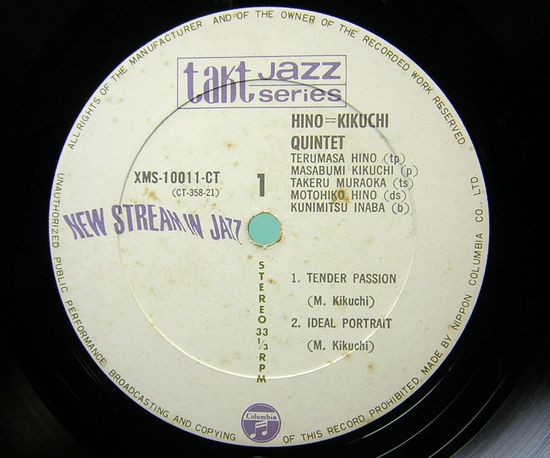 ALL RIGHTS OF THE MANUFACTURER AND OF THE OWNER OF THE RECORDED WORK RESERVED
UNAUTHORIZED PUBLIC PERFORMANCE BROADCASTING AND COPYING OF THIS RECORD PROHIBITED. MADE BY NIPPON COLUMBIA CO., LTD.
takt JAZZ
series
HINO=KIKUCHI
QUINTET
TERUMASA HINO (tp)
MASABUMI KIKUCHI (p)
TAKERU MURAOKA (ts)
MOTOHIKO HINO (ds)
KUNIMITSU INABA (b)
XMS-10011-CT
(CT-358-21)
1
NEW STREAM IN JAZZ
STEREO 33 1/3 RPM
1. TENDER PASSION
(M. Kikuchi)
2. IDEAL PORTRAIT
(M. Kikuchi)
Columbia